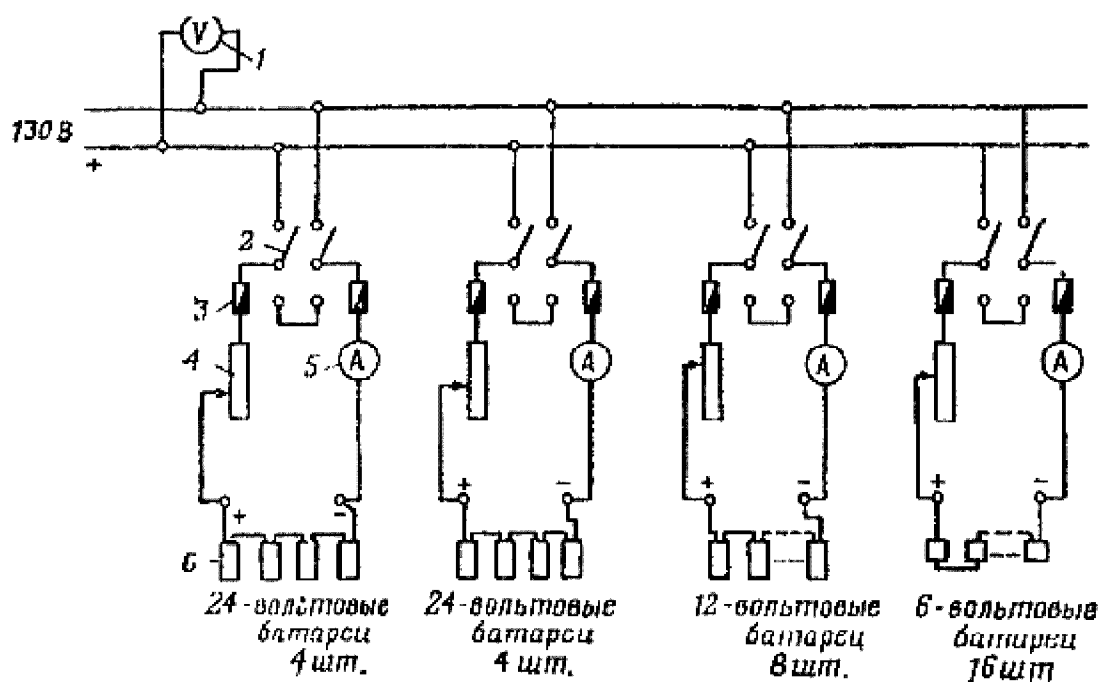 V
1
130 В
+
2
3
4
5
A
A
A
A
+
-
+
-
+
-
+
-
6
24-вольтовые
батареи
4 шт.
24-вольтовые
батареи
4 шт.
12-вольтовые
батареи
8 шт.
6-вольтовые
батареи
16 шт